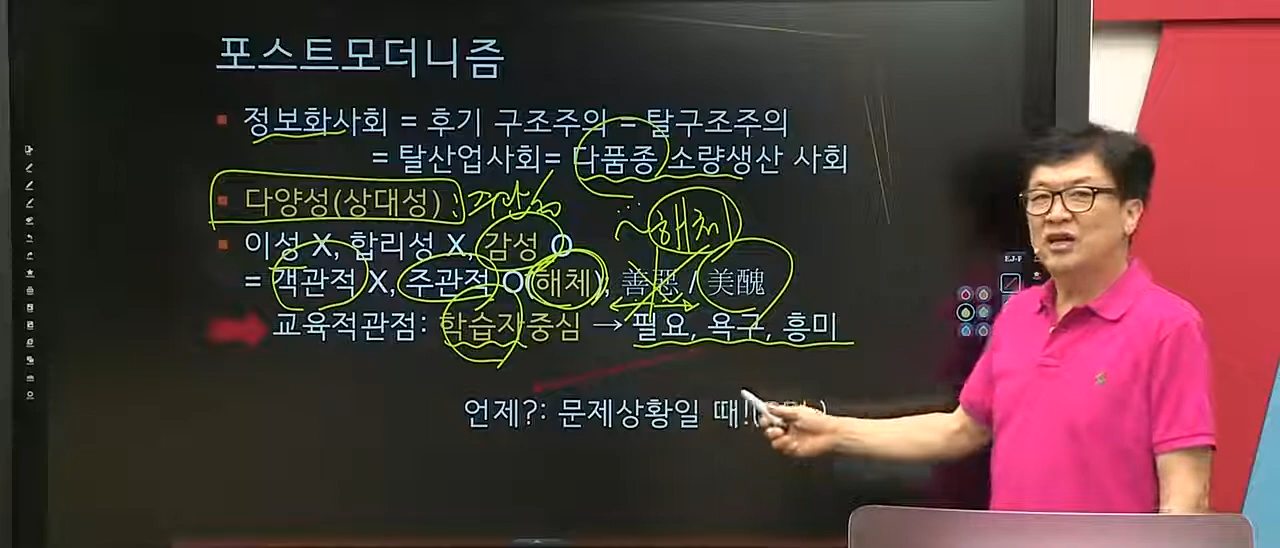 포스트모더니즘
정보화사회 = 후기 구조주의 = 탈구조주의
= 탈산업사회= 다품종 소량생산 사회
다양성(상대성) :
~해체
이성 X, 합리성 X, 감성 O
= 객관적 X, 주관적 O(해체), 善悪 / 美醜
교육적관점: 학습자중심 → 필요, 욕구, 흥미
언제?: 문제상황일 때!(